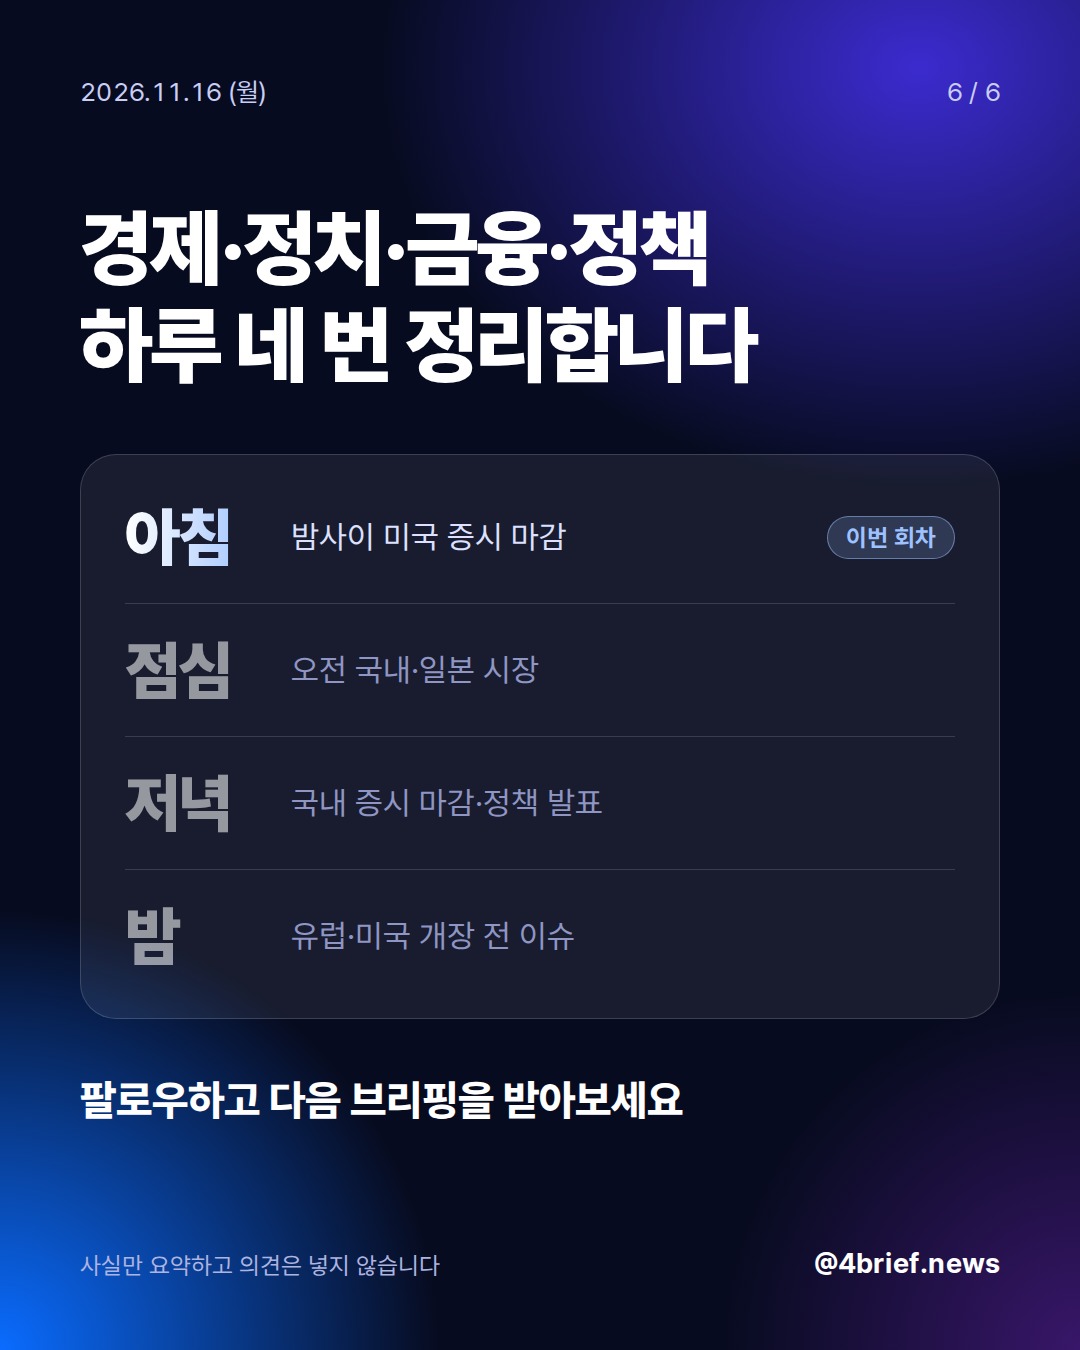 2026.11.16 (월)
6 / 6
경제·정치·금융·정책
하루 네 번 정리합니다
아침 밤사이 미국 증시 마감 이번 회차
점심 오전 국내·일본 시장
저녁 국내 증시 마감·정책 발표
밤 유럽·미국 개장 전 이슈
팔로우하고 다음 브리핑을 받아보세요
사실만 요약하고 의견은 넣지 않습니다
@4brief.news